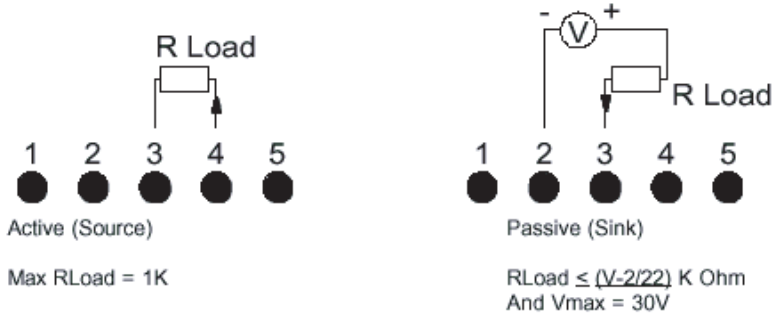 R Load
1 2 3 4 5
Active (Source)
Max RLoad = 1K
- V +
R Load
1 2 3 4 5
Passive (Sink)
RLoad ≤ (V-2/22) K Ohm
And Vmax = 30V